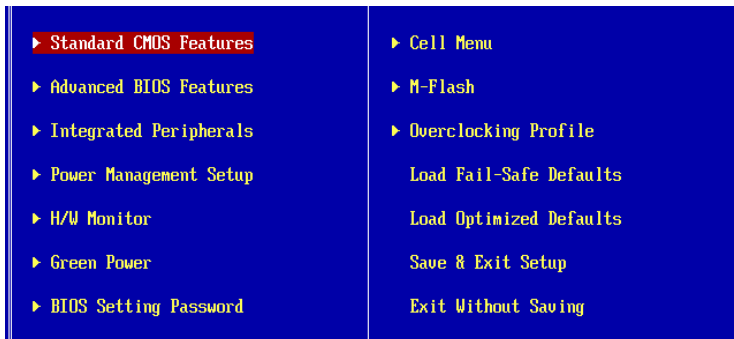 Standard CMOS Features
Advanced BIOS Features
Integrated Peripherals
Power Management Setup
H/W Monitor
Green Power
BIOS Setting Password
Cell Menu
M-Flash
Overclocking Profile
Load Fail-Safe Defaults
Load Optimized Defaults
Save & Exit Setup
Exit Without Saving